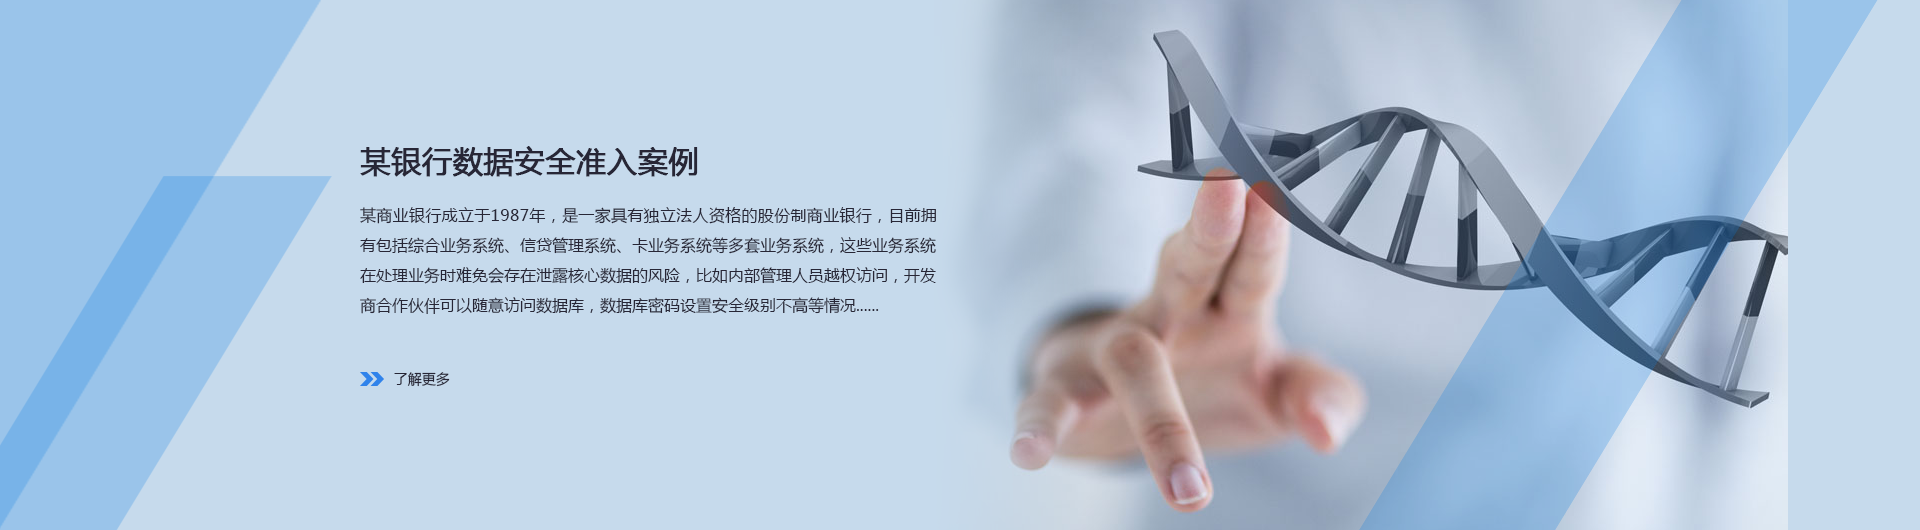 某银行数据安全准入案例
某商业银行成立于1987年，是一家具有独立法人资格的股份制商业银行，目前拥
有包括综合业务系统、信贷管理系统、卡业务系统等多套业务系统，这些业务系统
在处理业务时难免会存在泄露核心数据的风险，比如内部管理人员越权访问，开发
商合作伙伴可以随意访问数据库，数据库密码设置安全级别不高等情况......
了解更多